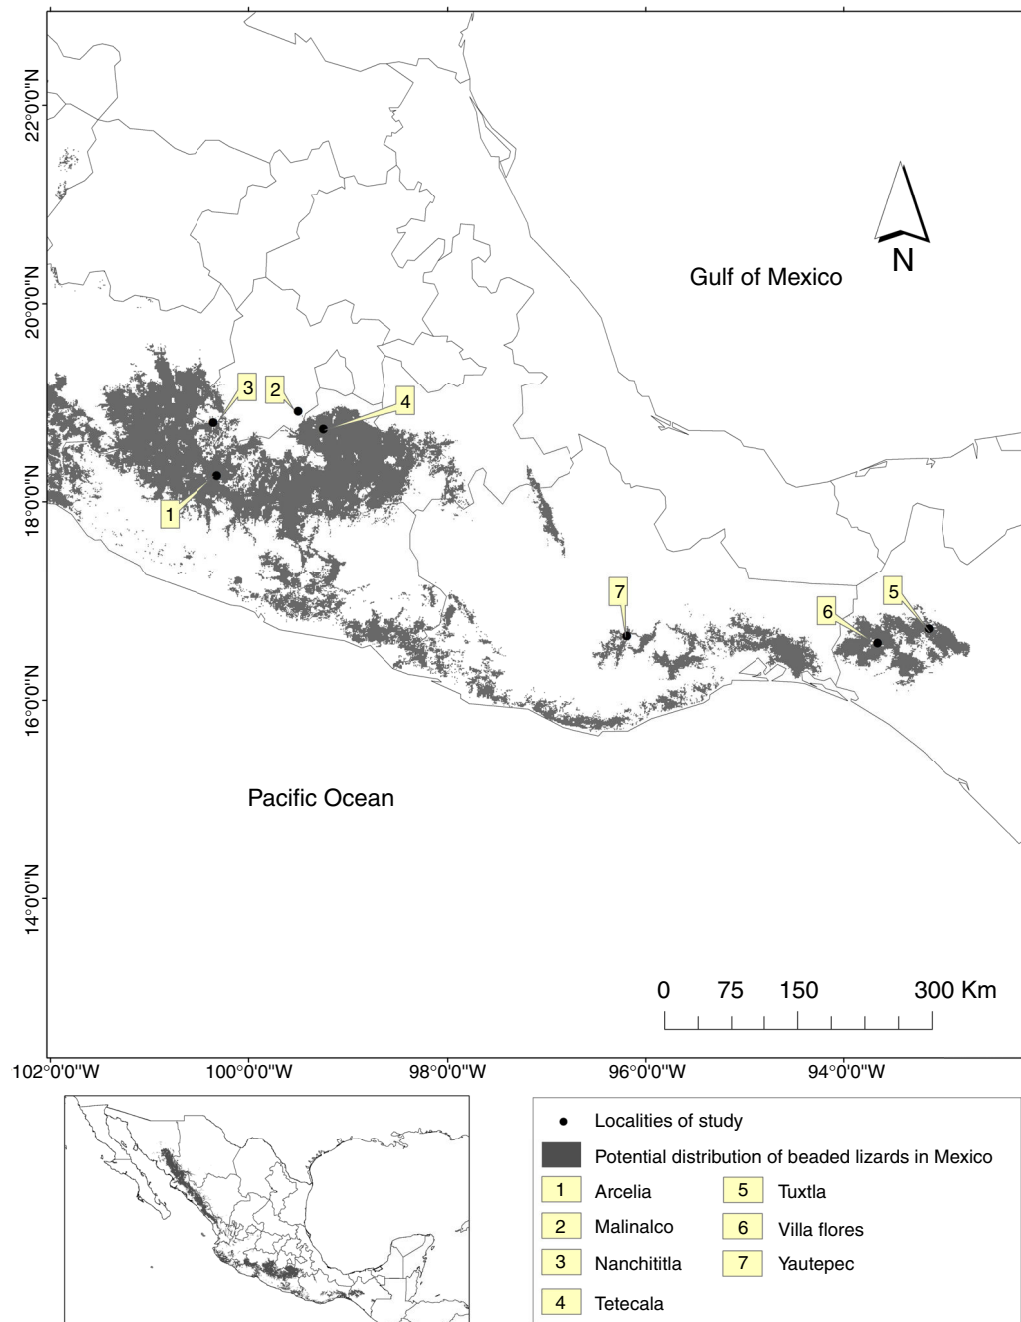 22°0'0"N
20°0'0"N
18°0'0"N
16°0'0"N
14°0'0"N
N
Gulf of Mexico
3
2
4
1
7
6
5
Pacific Ocean
0 75 150 300 Km
102°0'0"W 100°0'0"W 98°0'0"W 96°0'0"W 94°0'0"W
Localities of study
Potential distribution of beaded lizards in Mexico
1 Arcelia
2 Malinalco
3 Nanchititla
4 Tetecala
5 Tuxtla
6 Villa flores
7 Yautepec